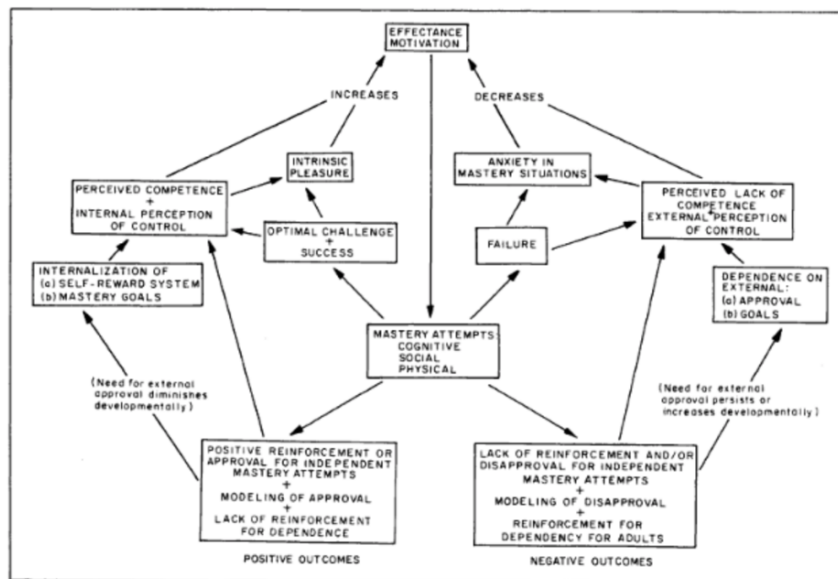 EFFECTANCE
MOTIVATION
INCREASES
DECREASES
INTRINSIC
PLEASURE
ANXIETY IN
MASTERY SITUATIONS
PERCEIVED COMPETENCE
+
INTERNAL PERCEPTION
OF CONTROL
PERCEIVED LACK OF
COMPETENCE
+
EXTERNAL PERCEPTION
OF CONTROL
OPTIMAL CHALLENGE
+
SUCCESS
FAILURE
INTERNALIZATION OF
(a) SELF-REWARD SYSTEM
(b) MASTERY GOALS
DEPENDENCE ON
EXTERNAL:
(a) APPROVAL
(b) GOALS
MASTERY ATTEMPTS
COGNITIVE
SOCIAL
PHYSICAL
(Need for external
approval diminishes
developmentally)
(Need for external
approval persists or
increases developmentally)
POSITIVE REINFORCEMENT OR
APPROVAL FOR INDEPENDENT
MASTERY ATTEMPTS
+
MODELING OF APPROVAL
+
LACK OF REINFORCEMENT
FOR DEPENDENCE
LACK OF REINFORCEMENT AND/OR
DISAPPROVAL FOR INDEPENDENT
MASTERY ATTEMPTS
+
MODELING OF DISAPPROVAL
+
REINFORCEMENT FOR
DEPENDENCY FOR ADULTS
POSITIVE OUTCOMES
NEGATIVE OUTCOMES